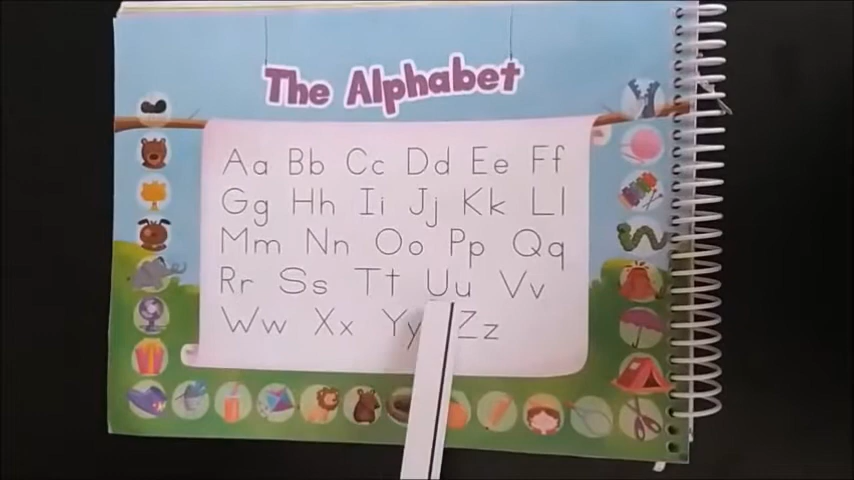 The Alphabet
Aa Bb Cc Dd Ee Ff
Gg Hh Ii Jj Kk Ll
Mm Nn Oo Pp Qq
Rr Ss Tt Uu Vv
Ww Xx Yy Zz